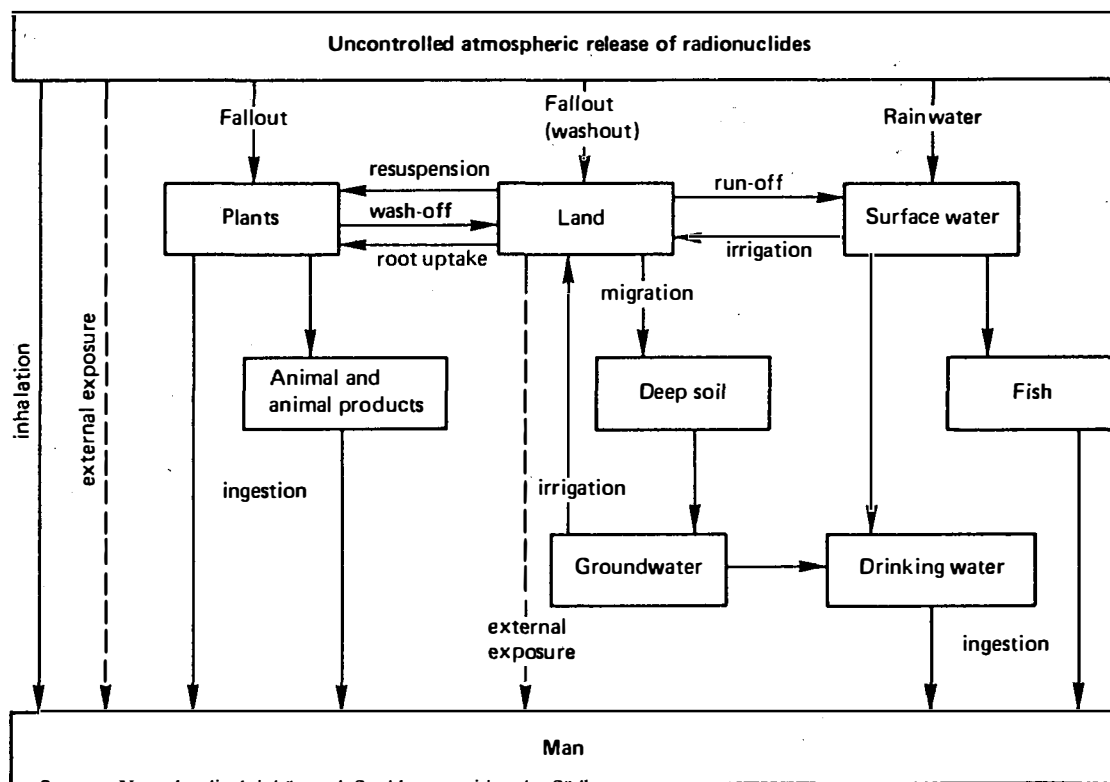 Uncontrolled atmospheric release of radionuclides
Fallout
Fallout
(washout)
Rainwater
resuspension
run-off
Plants
wash-off
Land
Surface water
root uptake
irrigation
migration
inhalation
external exposure
Animal and
animal products
Deep soil
Fish
ingestion
irrigation
Groundwater
Drinking water
external
exposure
ingestion
Man